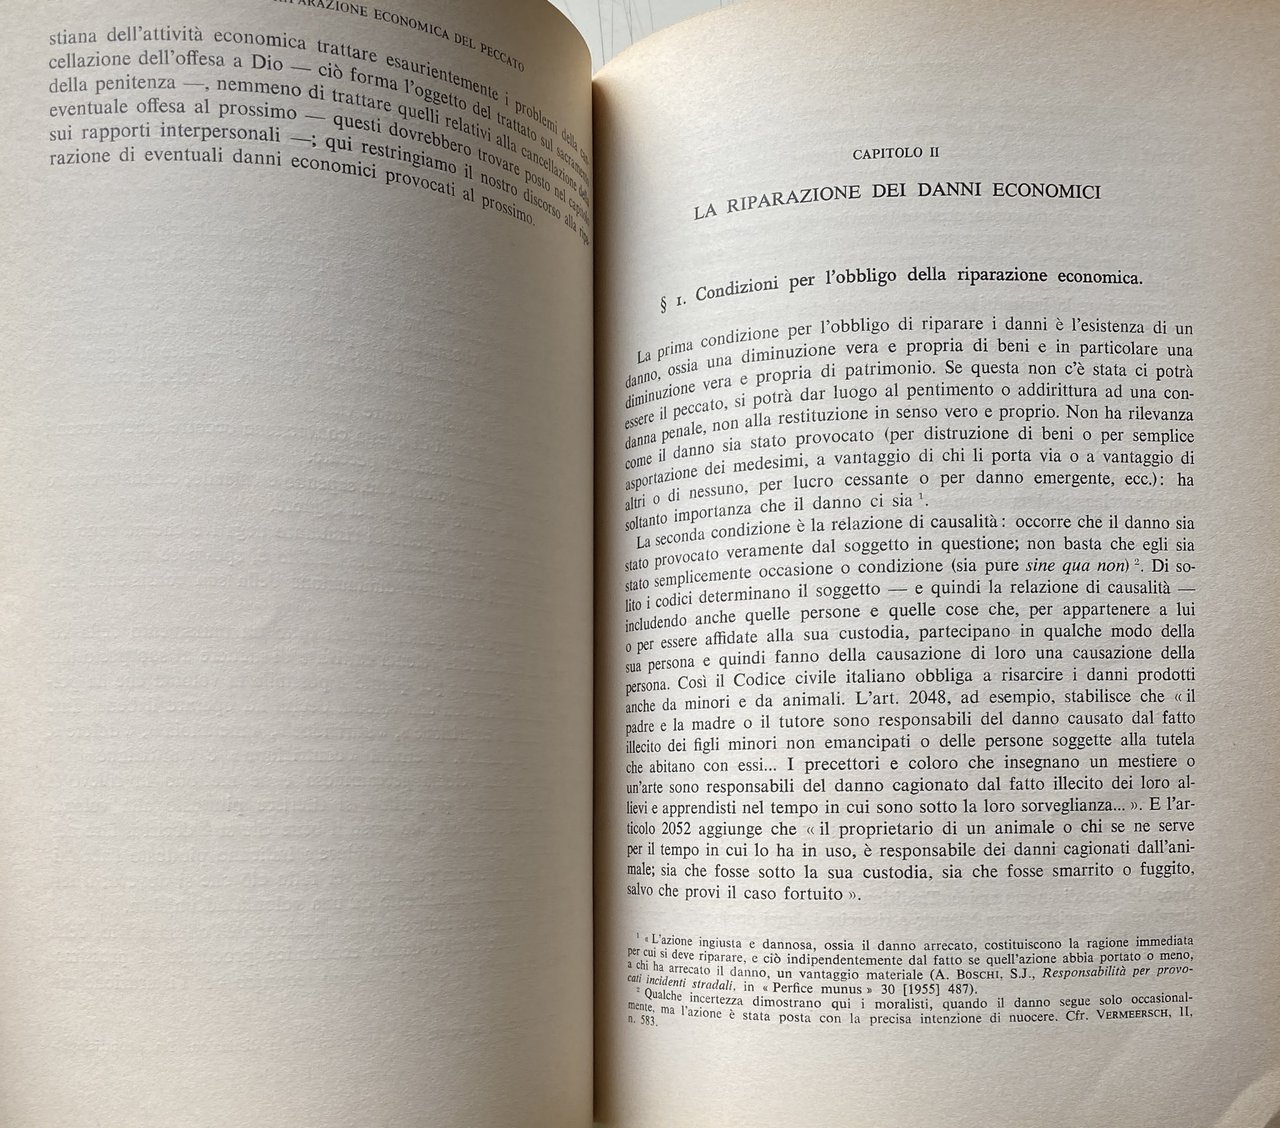 RIPARAZIONE ECONOMICA DEL PECCATO
stiana dell'attività economica trattare esaurientemente i problemi della can-
cellazione dell'offesa a Dio — ciò forma l'oggetto del trattato sul sacramento
della penitenza —, nemmeno di trattare quelli relativi alla cancellazione della
eventuale offesa al prossimo — questi dovrebbero trovare posto nel capitolo
sui rapporti interpersonali —; qui restringiamo il nostro discorso alla ripa-
razione di eventuali danni economici provocati al prossimo.
CAPITOLO II
LA RIPARAZIONE DEI DANNI ECONOMICI
§ 1. Condizioni per l'obbligo della riparazione economica.
La prima condizione per l'obbligo di riparare i danni è l'esistenza di un
danno, ossia una diminuzione vera e propria di beni e in particolare una
diminuzione vera e propria di patrimonio. Se questa non c'è stata ci potrà
essere il peccato, si potrà dar luogo al pentimento o addirittura ad una con-
danna penale, non alla restituzione in senso vero e proprio. Non ha rilevanza
come il danno sia stato provocato (per distruzione di beni o per semplice
asportazione dei medesimi, a vantaggio di chi li porta via o a vantaggio di
altri o di nessuno, per lucro cessante o per danno emergente, ecc.): ha
soltanto importanza che il danno ci sia ¹.
La seconda condizione è la relazione di causalità: occorre che il danno sia
stato provocato veramente dal soggetto in questione; non basta che egli sia
stato semplicemente occasione o condizione (sia pure sine qua non) ². Di so-
lito i codici determinano il soggetto — e quindi la relazione di causalità —
includendo anche quelle persone e quelle cose che, per appartenere a lui
o per essere affidate alla sua custodia, partecipano in qualche modo della
sua persona e quindi fanno della causazione di loro una causazione della
persona. Così il Codice civile italiano obbliga a risarcire i danni prodotti
anche da minori e da animali. L'art. 2048, ad esempio, stabilisce che « il
padre e la madre o il tutore sono responsabili del danno causato dal fatto
illecito dei figli minori non emancipati o delle persone soggette alla tutela
che abitano con essi... I precettori e coloro che insegnano un mestiere o
un'arte sono responsabili del danno cagionato dal fatto illecito dei loro al-
lievi e apprendisti nel tempo in cui sono sotto la loro sorveglianza... ». E l'ar-
ticolo 2052 aggiunge che « il proprietario di un animale o chi se ne serve
per il tempo in cui lo ha in uso, è responsabile dei danni cagionati dall'ani-
male; sia che fosse sotto la sua custodia, sia che fosse smarrito o fuggito,
salvo che provi il caso fortuito ».
¹ « L'azione ingiusta e dannosa, ossia il danno arrecato, costituiscono la ragione immediata
per cui si deve riparare, e ciò indipendentemente dal fatto se quell'azione abbia portato o meno,
a chi ha arrecato il danno, un vantaggio materiale (A. BOSCHI, S.J., Responsabilità per provo-
cati incidenti stradali, in « Perfice munus » 30 [1955] 487).
² Qualche incertezza dimostrano qui i moralisti, quando il danno segue solo occasional-
mente, ma l'azione è stata posta con la precisa intenzione di nuocere. Cfr. VERMEERSCH, II,
n. 583.